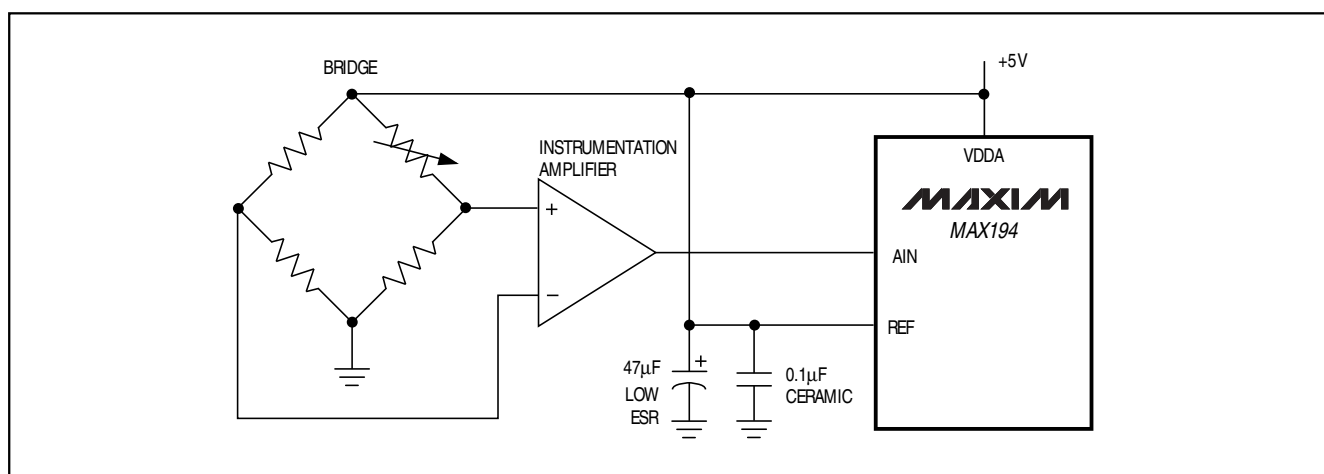 BRIDGE
+5V
INSTRUMENTATION
AMPLIFIER
+
−
VDDA
MAXIM
MAX194
AIN
REF
47µF
+
LOW
ESR
0.1µF
CERAMIC